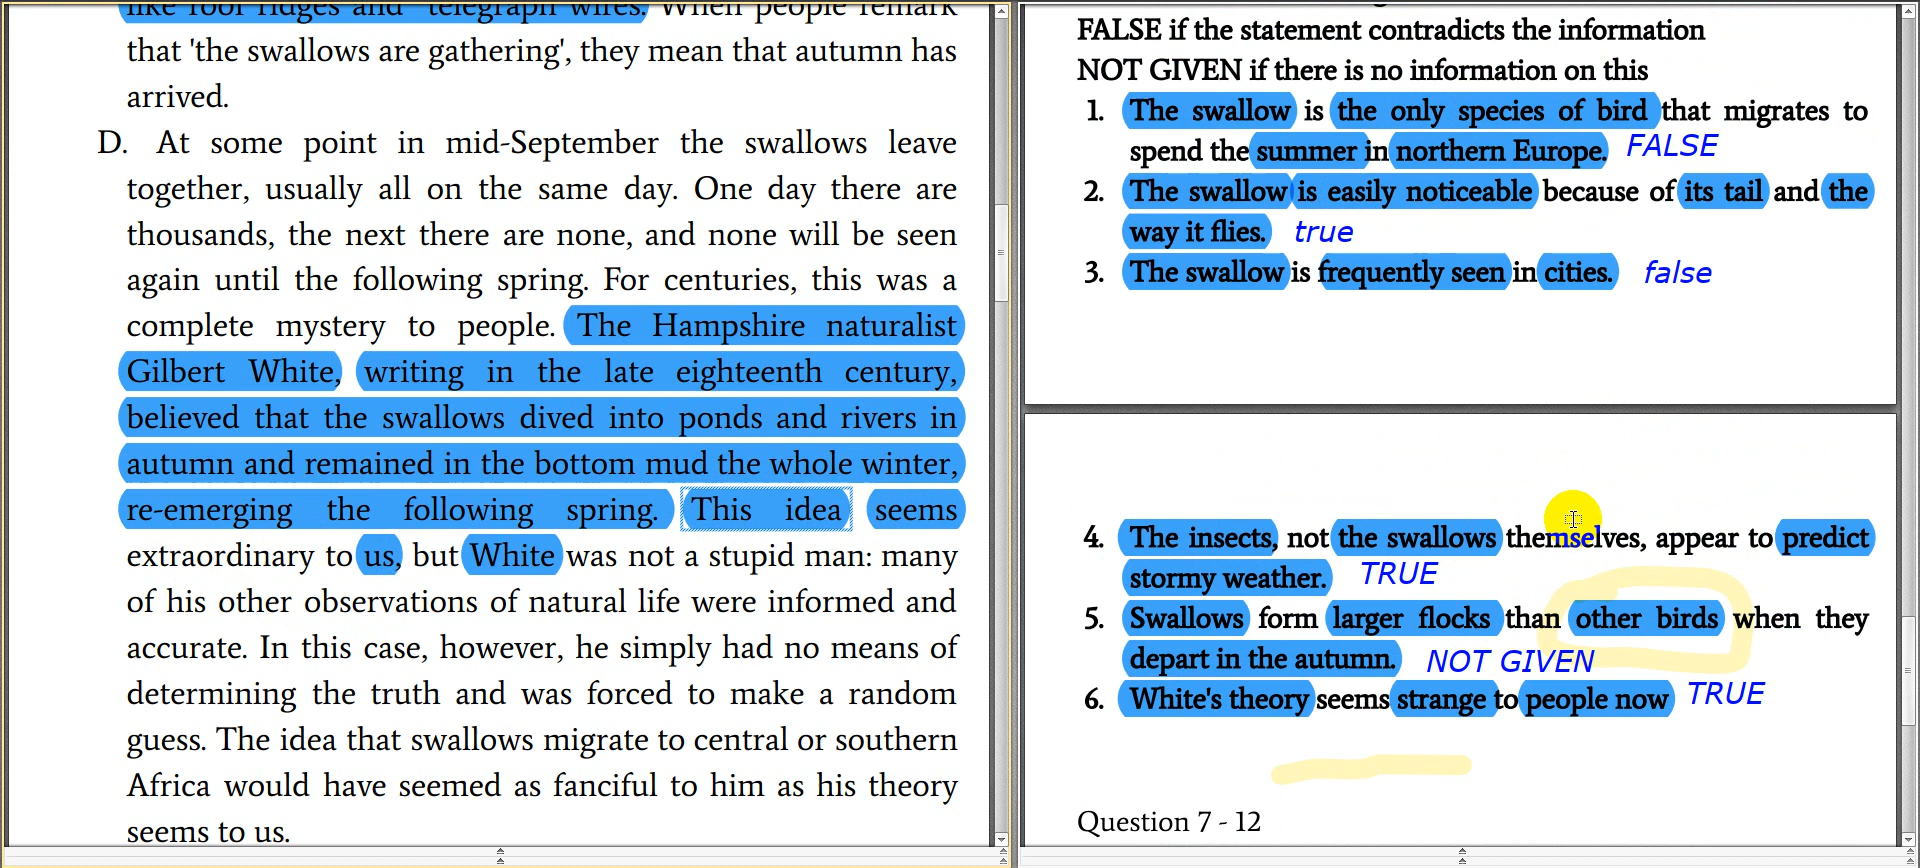 like roof ridges and telegraph wires. When people remark
that 'the swallows are gathering', they mean that autumn has
arrived.
D. At some point in mid-September the swallows leave
together, usually all on the same day. One day there are
thousands, the next there are none, and none will be seen
again until the following spring. For centuries, this was a
complete mystery to people. The Hampshire naturalist
Gilbert White, writing in the late eighteenth century,
believed that the swallows dived into ponds and rivers in
autumn and remained in the bottom mud the whole winter,
re-emerging the following spring. This idea seems
extraordinary to us, but White was not a stupid man: many
of his other observations of natural life were informed and
accurate. In this case, however, he simply had no means of
determining the truth and was forced to make a random
guess. The idea that swallows migrate to central or southern
Africa would have seemed as fanciful to him as his theory
seems to us.
FALSE if the statement contradicts the information
NOT GIVEN if there is no information on this
1. The swallow is the only species of bird that migrates to
spend the summer in northern Europe. FALSE
2. The swallow is easily noticeable because of its tail and the
way it flies. true
3. The swallow is frequently seen in cities. false
4. The insects, not the swallows themselves, appear to predict
stormy weather. TRUE
5. Swallows form larger flocks than other birds when they
depart in the autumn. NOT GIVEN
6. White's theory seems strange to people now TRUE
Question 7 - 12